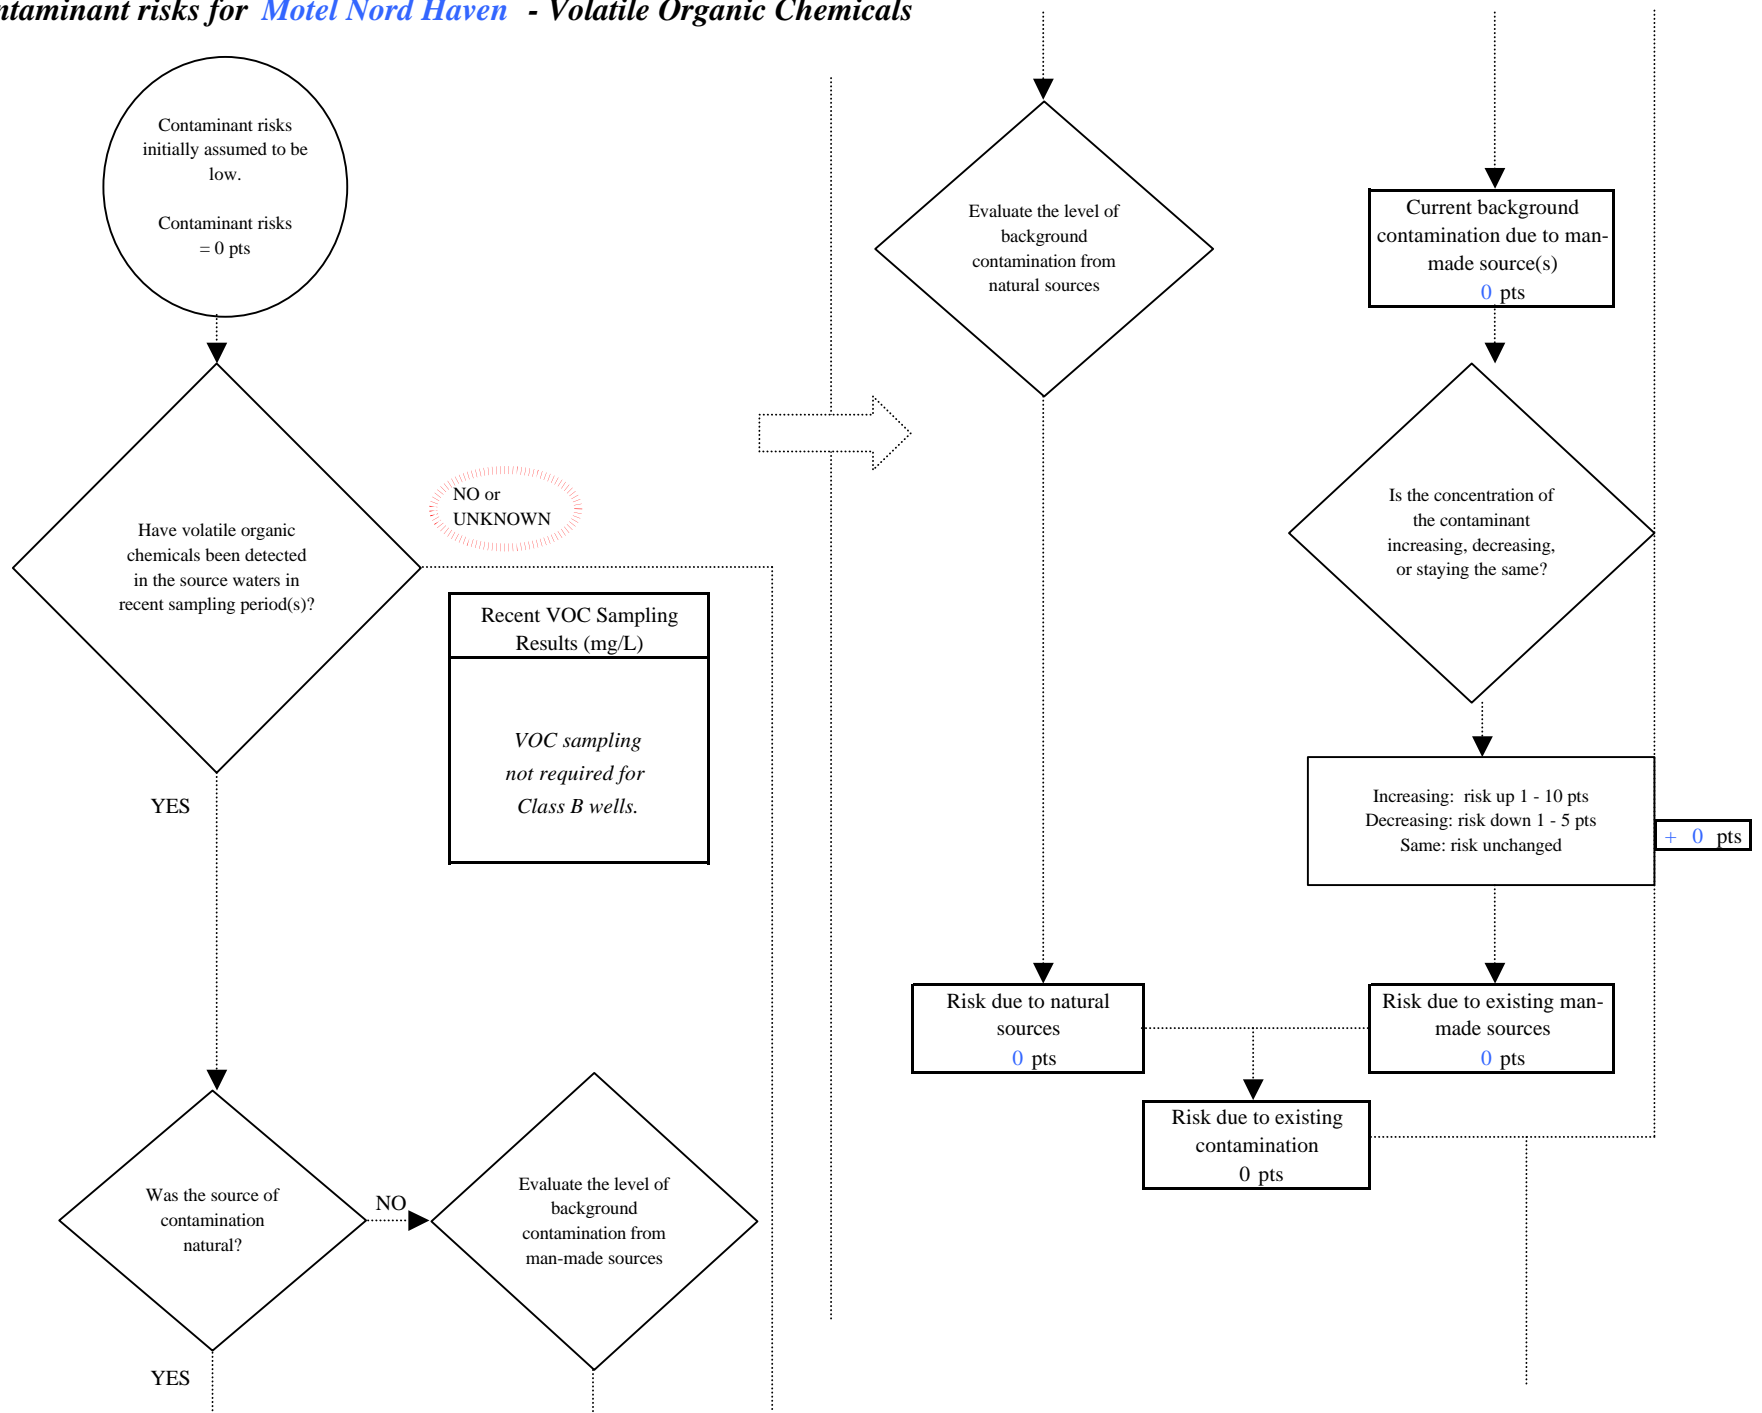 ntaminant risks for Motel Nord Haven - Volatile Organic Chemicals
Contaminant risks
initially assumed to be
low.
Contaminant risks
= 0 pts
Have volatile organic
chemicals been detected
in the source waters in
recent sampling period(s)?
NO or
UNKNOWN
Recent VOC Sampling
Results (mg/L)
VOC sampling
not required for
Class B wells.
YES
Was the source of
contamination
natural?
NO
Evaluate the level of
background
contamination from
man-made sources
YES
Evaluate the level of
background
contamination from
natural sources
Current background
contamination due to man-
made source(s)
0 pts
Is the concentration of
the contaminant
increasing, decreasing,
or staying the same?
Increasing: risk up 1 - 10 pts
Decreasing: risk down 1 - 5 pts
Same: risk unchanged
+ 0 pts
Risk due to natural
sources
0 pts
Risk due to existing man-
made sources
0 pts
Risk due to existing
contamination
0 pts